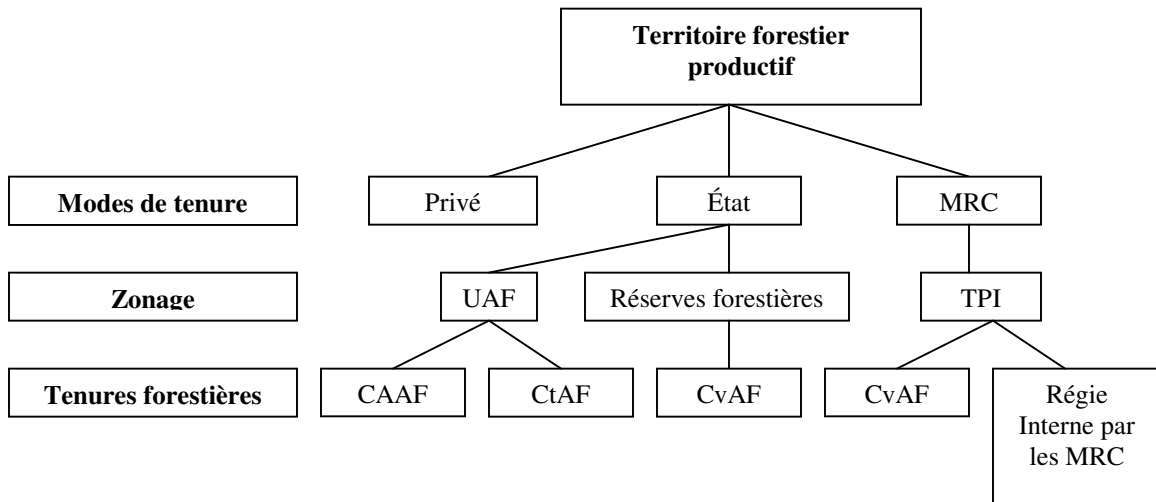 Territoire forestier
productif
Modes de tenure
Privé
État
MRC
Zonage
UAF
Réserves forestières
TPI
Tenures forestières
CAAF
CtAF
CvAF
CvAF
Régie
Interne par
les MRC